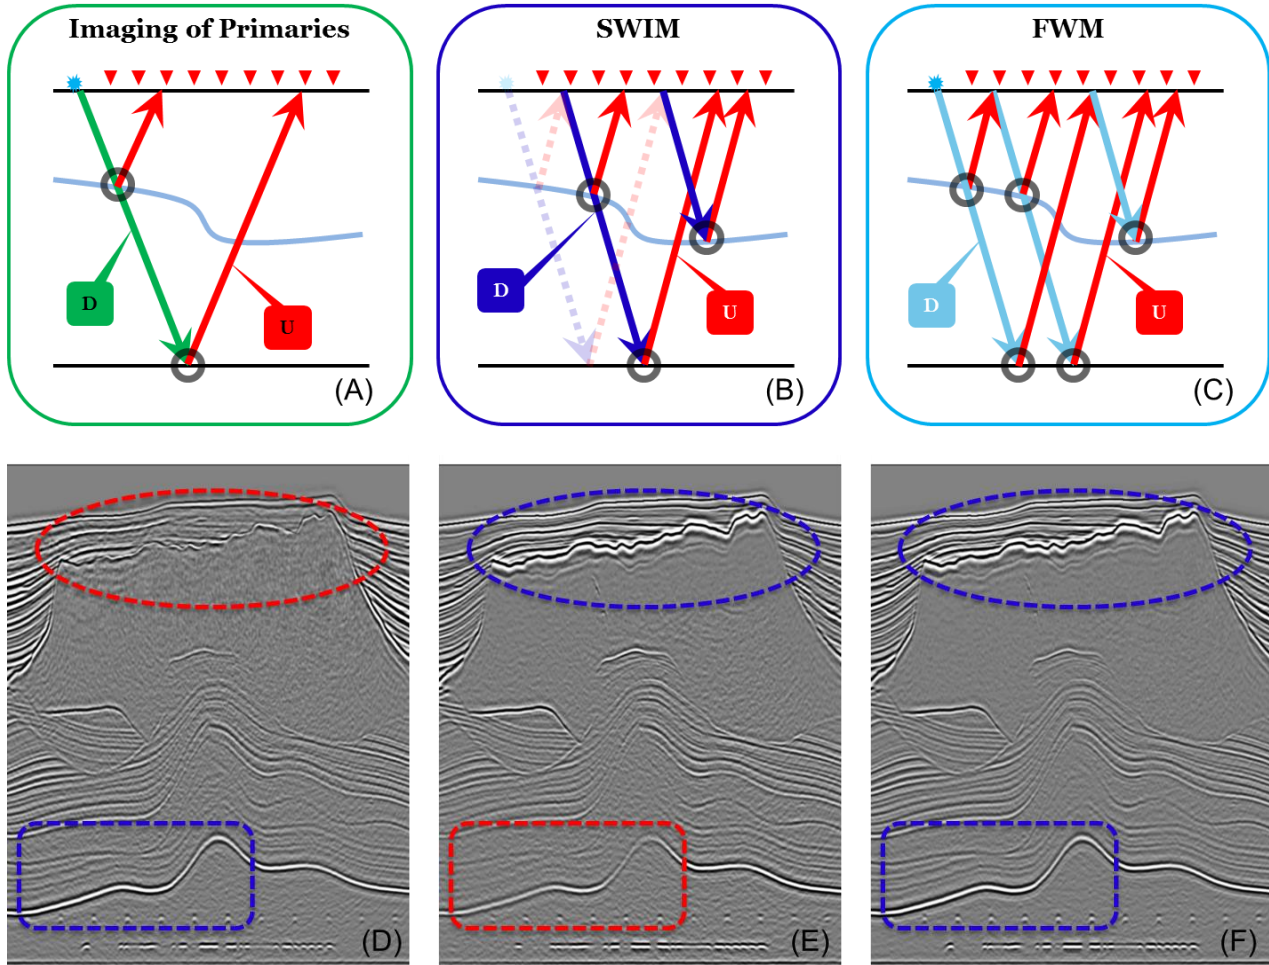 Imaging of Primaries
SWIM
FWM
D
U
D
U
D
U
(A)
(B)
(C)
(D)
(E)
(F)